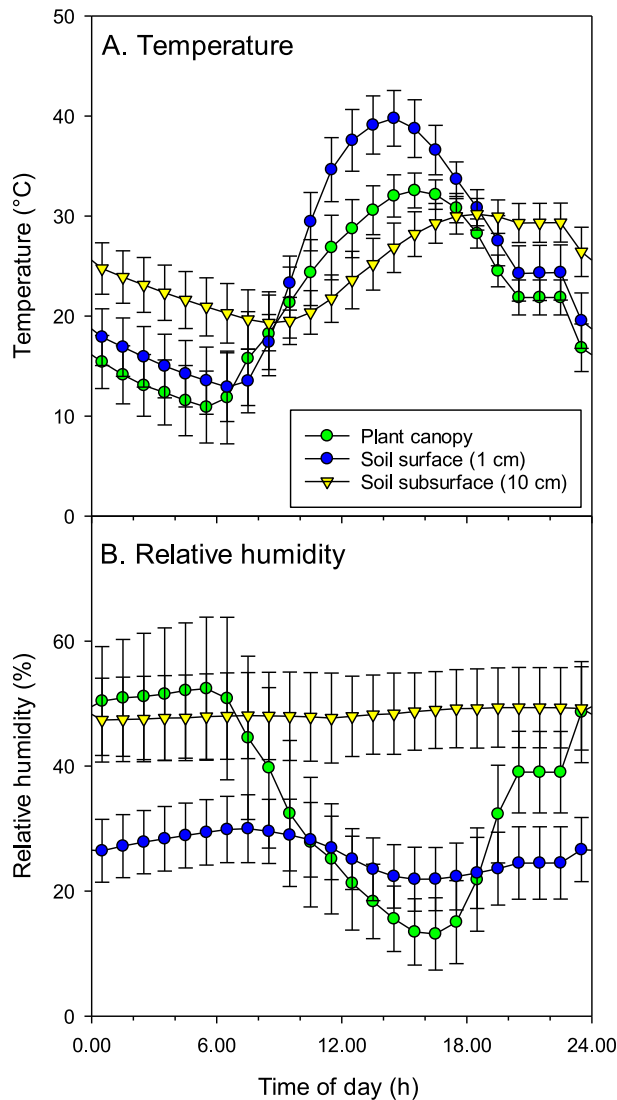 A. Temperature
50
40
30
20
10
0
Temperature (°C)
Plant canopy
Soil surface (1 cm)
Soil subsurface (10 cm)
B. Relative humidity
60
40
20
0
Relative humidity (%)
0.00 6.00 12.00 18.00 24.00
Time of day (h)